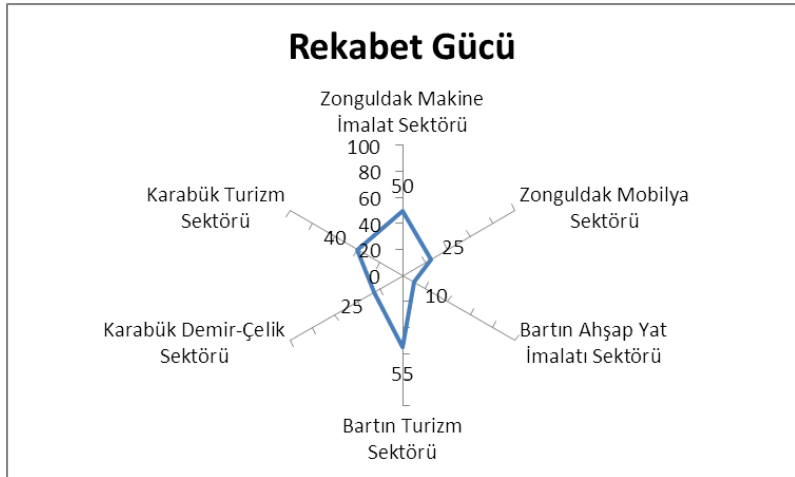 Rekabet Gücü
Zonguldak Makine
İmalat Sektörü
100
80
60
40
20
0
50
Zonguldak Mobilya
Sektörü
25
Bartın Ahşap Yat
İmalatı Sektörü
10
Bartın Turizm
Sektörü
55
Karabük Demir-Çelik
Sektörü
25
Karabük Turizm
Sektörü
40